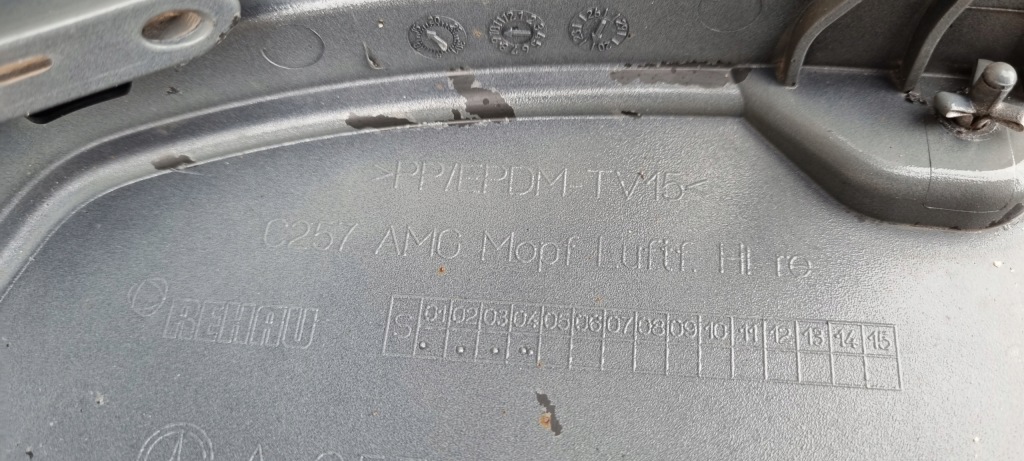 >PP/EPDM-TV15<
C257 AMG Mopf Luftf. HI re
REHAU
S 01 02 03 04 05 06 07 08 09 10 11 12 13 14 15